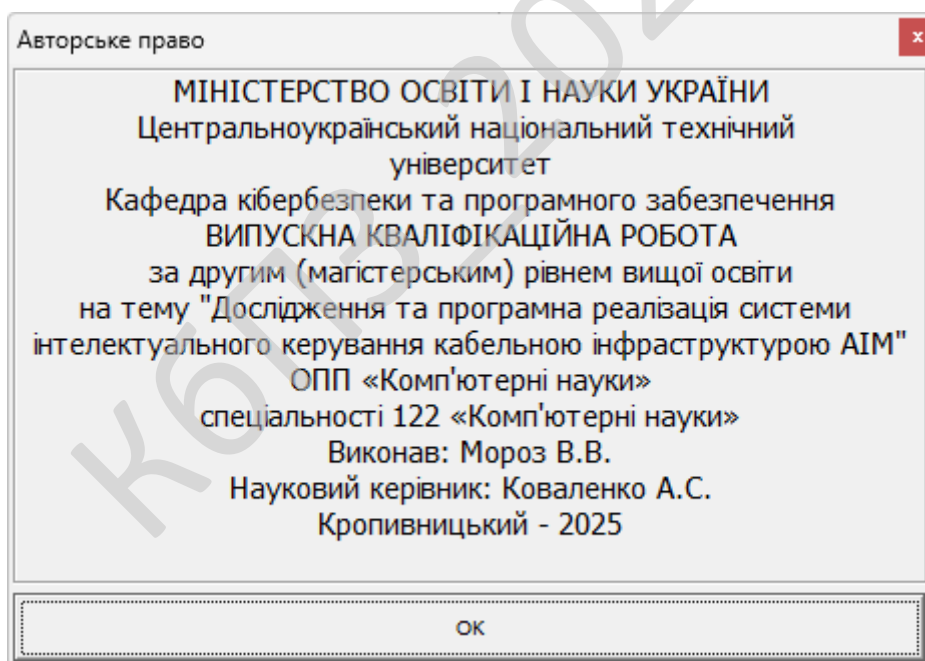 Авторське право
x
МІНІСТЕРСТВО ОСВІТИ І НАУКИ УКРАЇНИ
Центральноукраїнський національний технічний
університет
Кафедра кібербезпеки та програмного забезпечення
ВИПУСКНА КВАЛІФІКАЦІЙНА РОБОТА
за другим (магістерським) рівнем вищої освіти
на тему "Дослідження та програмна реалізація системи
інтелектуального керування кабельною інфраструктурою АІМ"
ОПП «Комп'ютерні науки»
спеціальності 122 «Комп'ютерні науки»
Виконав: Мороз В.В.
Науковий керівник: Коваленко А.С.
Кропивницький - 2025
ОК